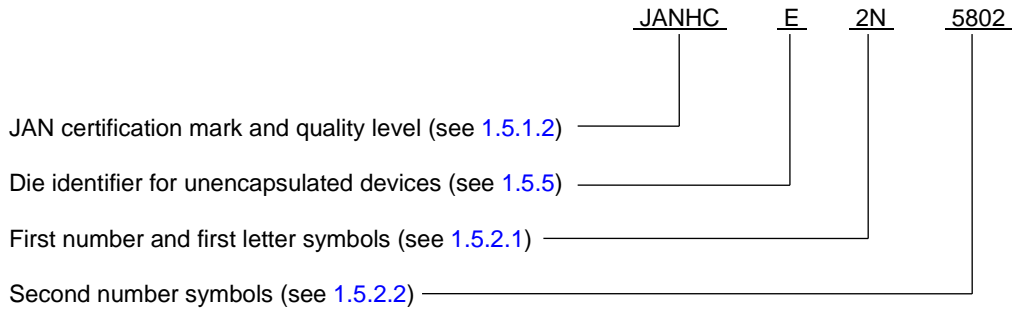 JANHC E 2N 5802
JAN certification mark and quality level (see 1.5.1.2)
Die identifier for unencapsulated devices (see 1.5.5)
First number and first letter symbols (see 1.5.2.1)
Second number symbols (see 1.5.2.2)